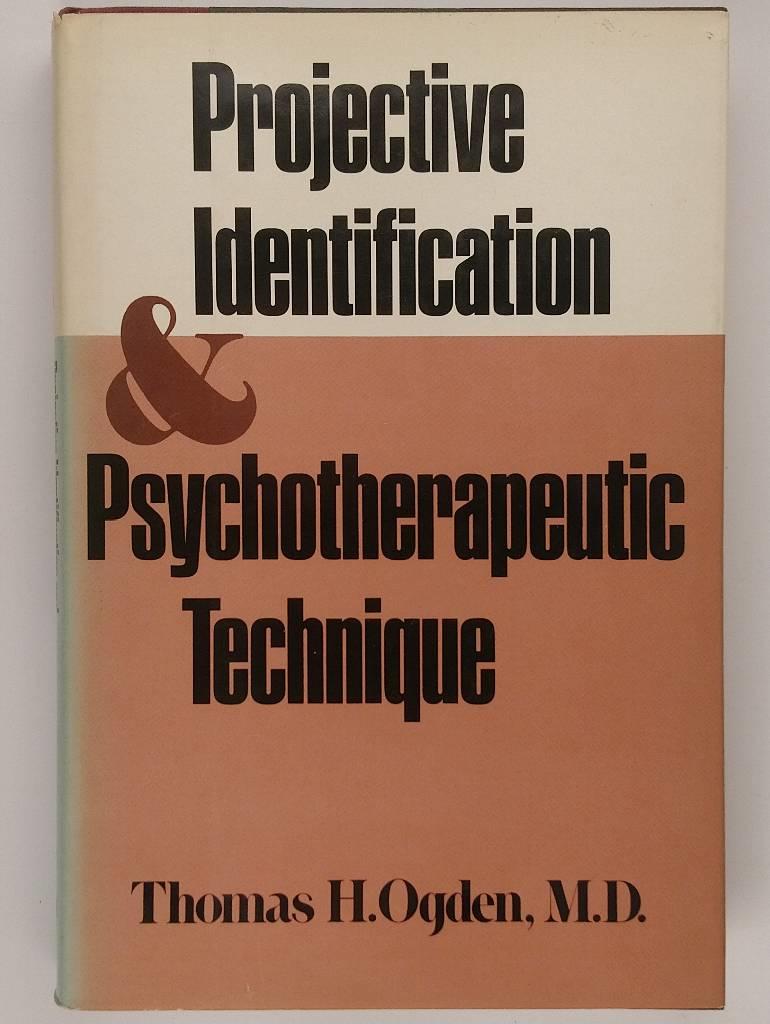 Projective
Identification
&
Psychotherapeutic
Technique
Thomas H. Ogden, M.D.